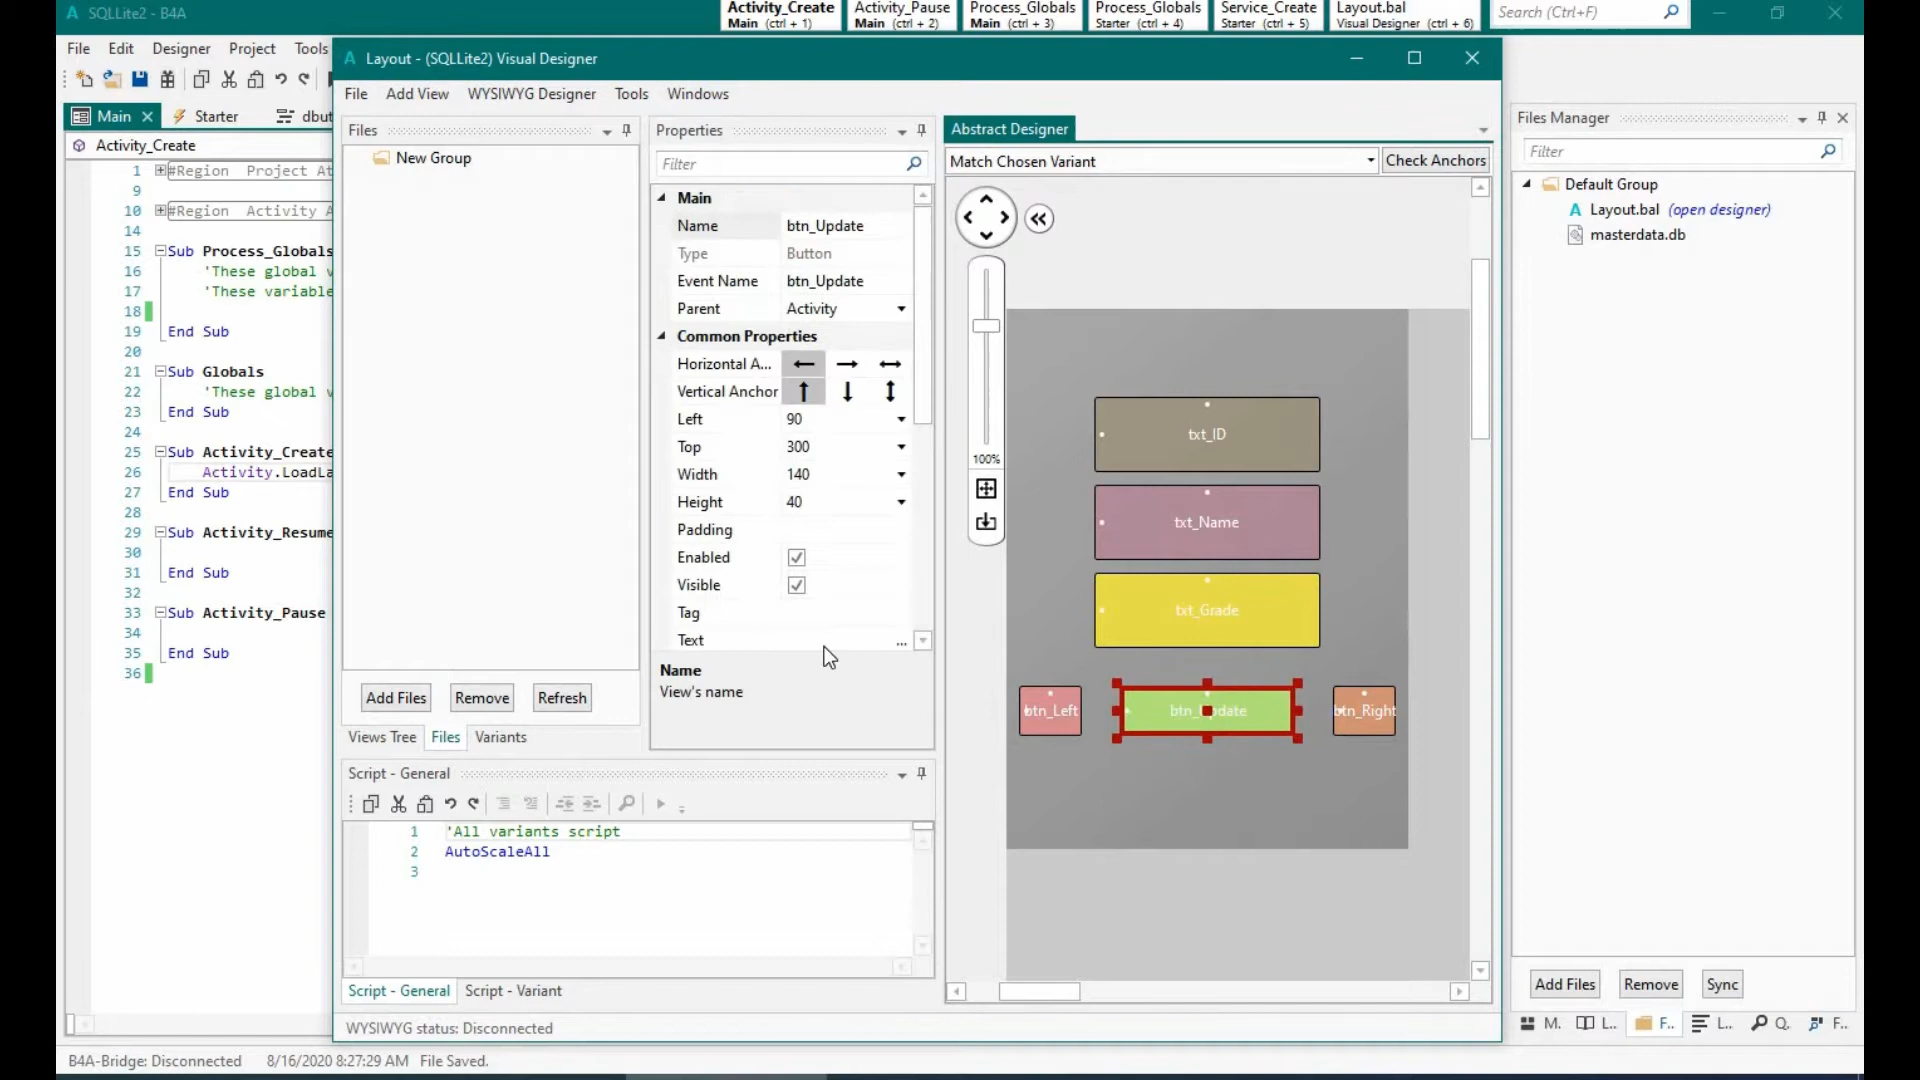 SQLLite2 - B4A
Activity_Create
Main (ctrl + 1)
Activity_Pause
Main (ctrl + 2)
Process_Globals
Main (ctrl + 3)
Process_Globals
Starter (ctrl + 4)
Service_Create
Starter (ctrl + 5)
Layout.bal
Visual Designer (ctrl + 6)
Search (Ctrl+F)
File Edit Designer Project Tools
Main
Starter
dbut
Activity_Create
1 #Region Project At
9
10 #Region Activity A
14
15 Sub Process_Globals
16 'These global v
17 'These variable
18
19 End Sub
20
21 Sub Globals
22 'These global v
23 End Sub
24
25 Sub Activity_Create
26 Activity.LoadLa
27 End Sub
28
29 Sub Activity_Resume
30
31 End Sub
32
33 Sub Activity_Pause
34
35 End Sub
36
Layout - (SQLLite2) Visual Designer
File Add View WYSIWYG Designer Tools Windows
Files
New Group
Add Files Remove Refresh
Views Tree Files Variants
Properties
Filter
Main
Name btn_Update
Type Button
Event Name btn_Update
Parent Activity
Common Properties
Horizontal A...
Vertical Anchor
Left 90
Top 300
Width 140
Height 40
Padding
Enabled
Visible
Tag
Text ...
Name
View's name
Script - General
1 'All variants script
2 AutoScaleAll
3
Script - General Script - Variant
WYSIWYG status: Disconnected
Abstract Designer
Match Chosen Variant
Check Anchors
100%
txt_ID
txt_Name
txt_Grade
btn_Left
btn_Update
btn_Right
Files Manager
Filter
Default Group
Layout.bal (open designer)
masterdata.db
Add Files Remove Sync
M. L.. F.. L.. Q. F..
B4A-Bridge: Disconnected 8/16/2020 8:27:29 AM File Saved.